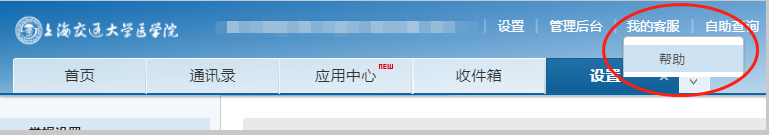 上海交通大学医学院
设置 | 管理后台 | 我的客服 | 自助查询
帮助
首页 通讯录 应用中心 NEW 收件箱 设置